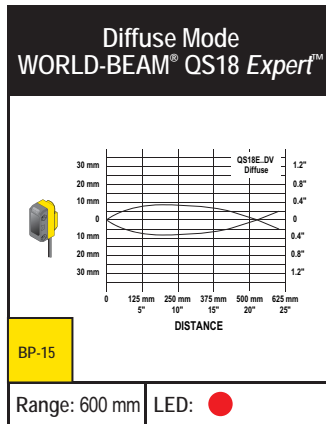 Diffuse Mode
WORLD-BEAM® QS18 Expert™
QS18E..DV
Diffuse
30 mm 1.2"
20 mm 0.8"
10 mm 0.4"
0 0
10 mm 0.4"
20 mm 0.8"
30 mm 1.2"
0 125 mm 250 mm 375 mm 500 mm 625 mm
5" 10" 15" 20" 25"
DISTANCE
BP-15
Range: 600 mm LED: